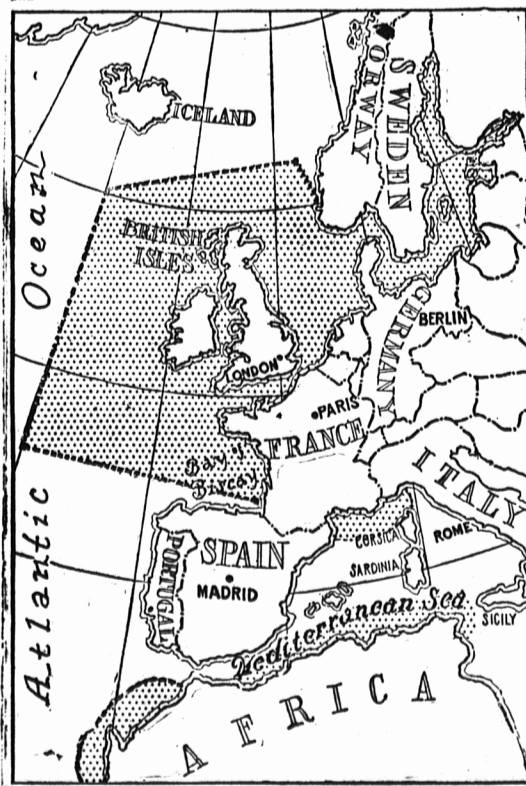 ICELAND
NORWAY
SWEDEN
Ocean
BRITISH
ISLES
GERMANY
BERLIN
LONDON
PARIS
FRANCE
Bay of
Biscay
ITALY
Atlantic
PORTUGAL
SPAIN
MADRID
CORSICA
SARDINIA
ROME
Mediterranean Sea
SICILY
AFRICA